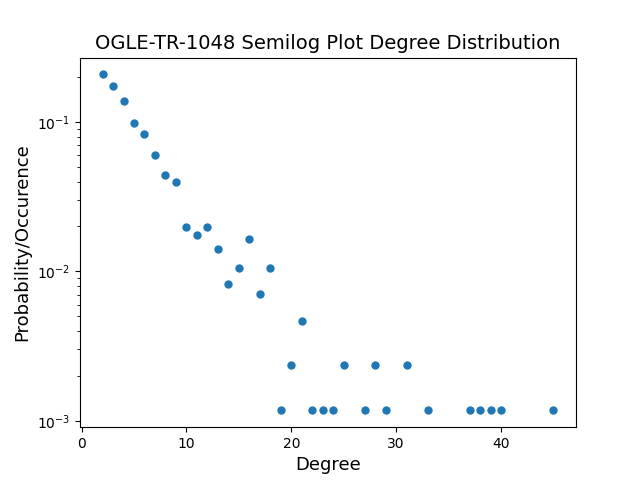 OGLE-TR-1048 Semilog Plot Degree Distribution
Probability/Occurence
10⁻¹
10⁻²
10⁻³
0 10 20 30 40
Degree